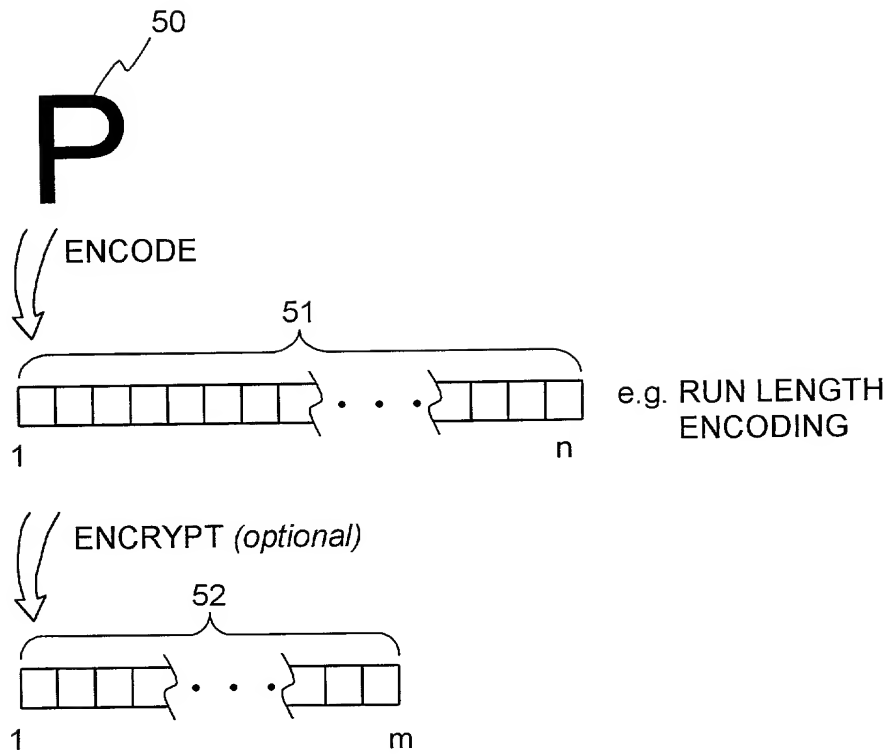 50
P
ENCODE
51
e.g. RUN LENGTH
ENCODING
1 n
ENCRYPT (optional)
52
1 m